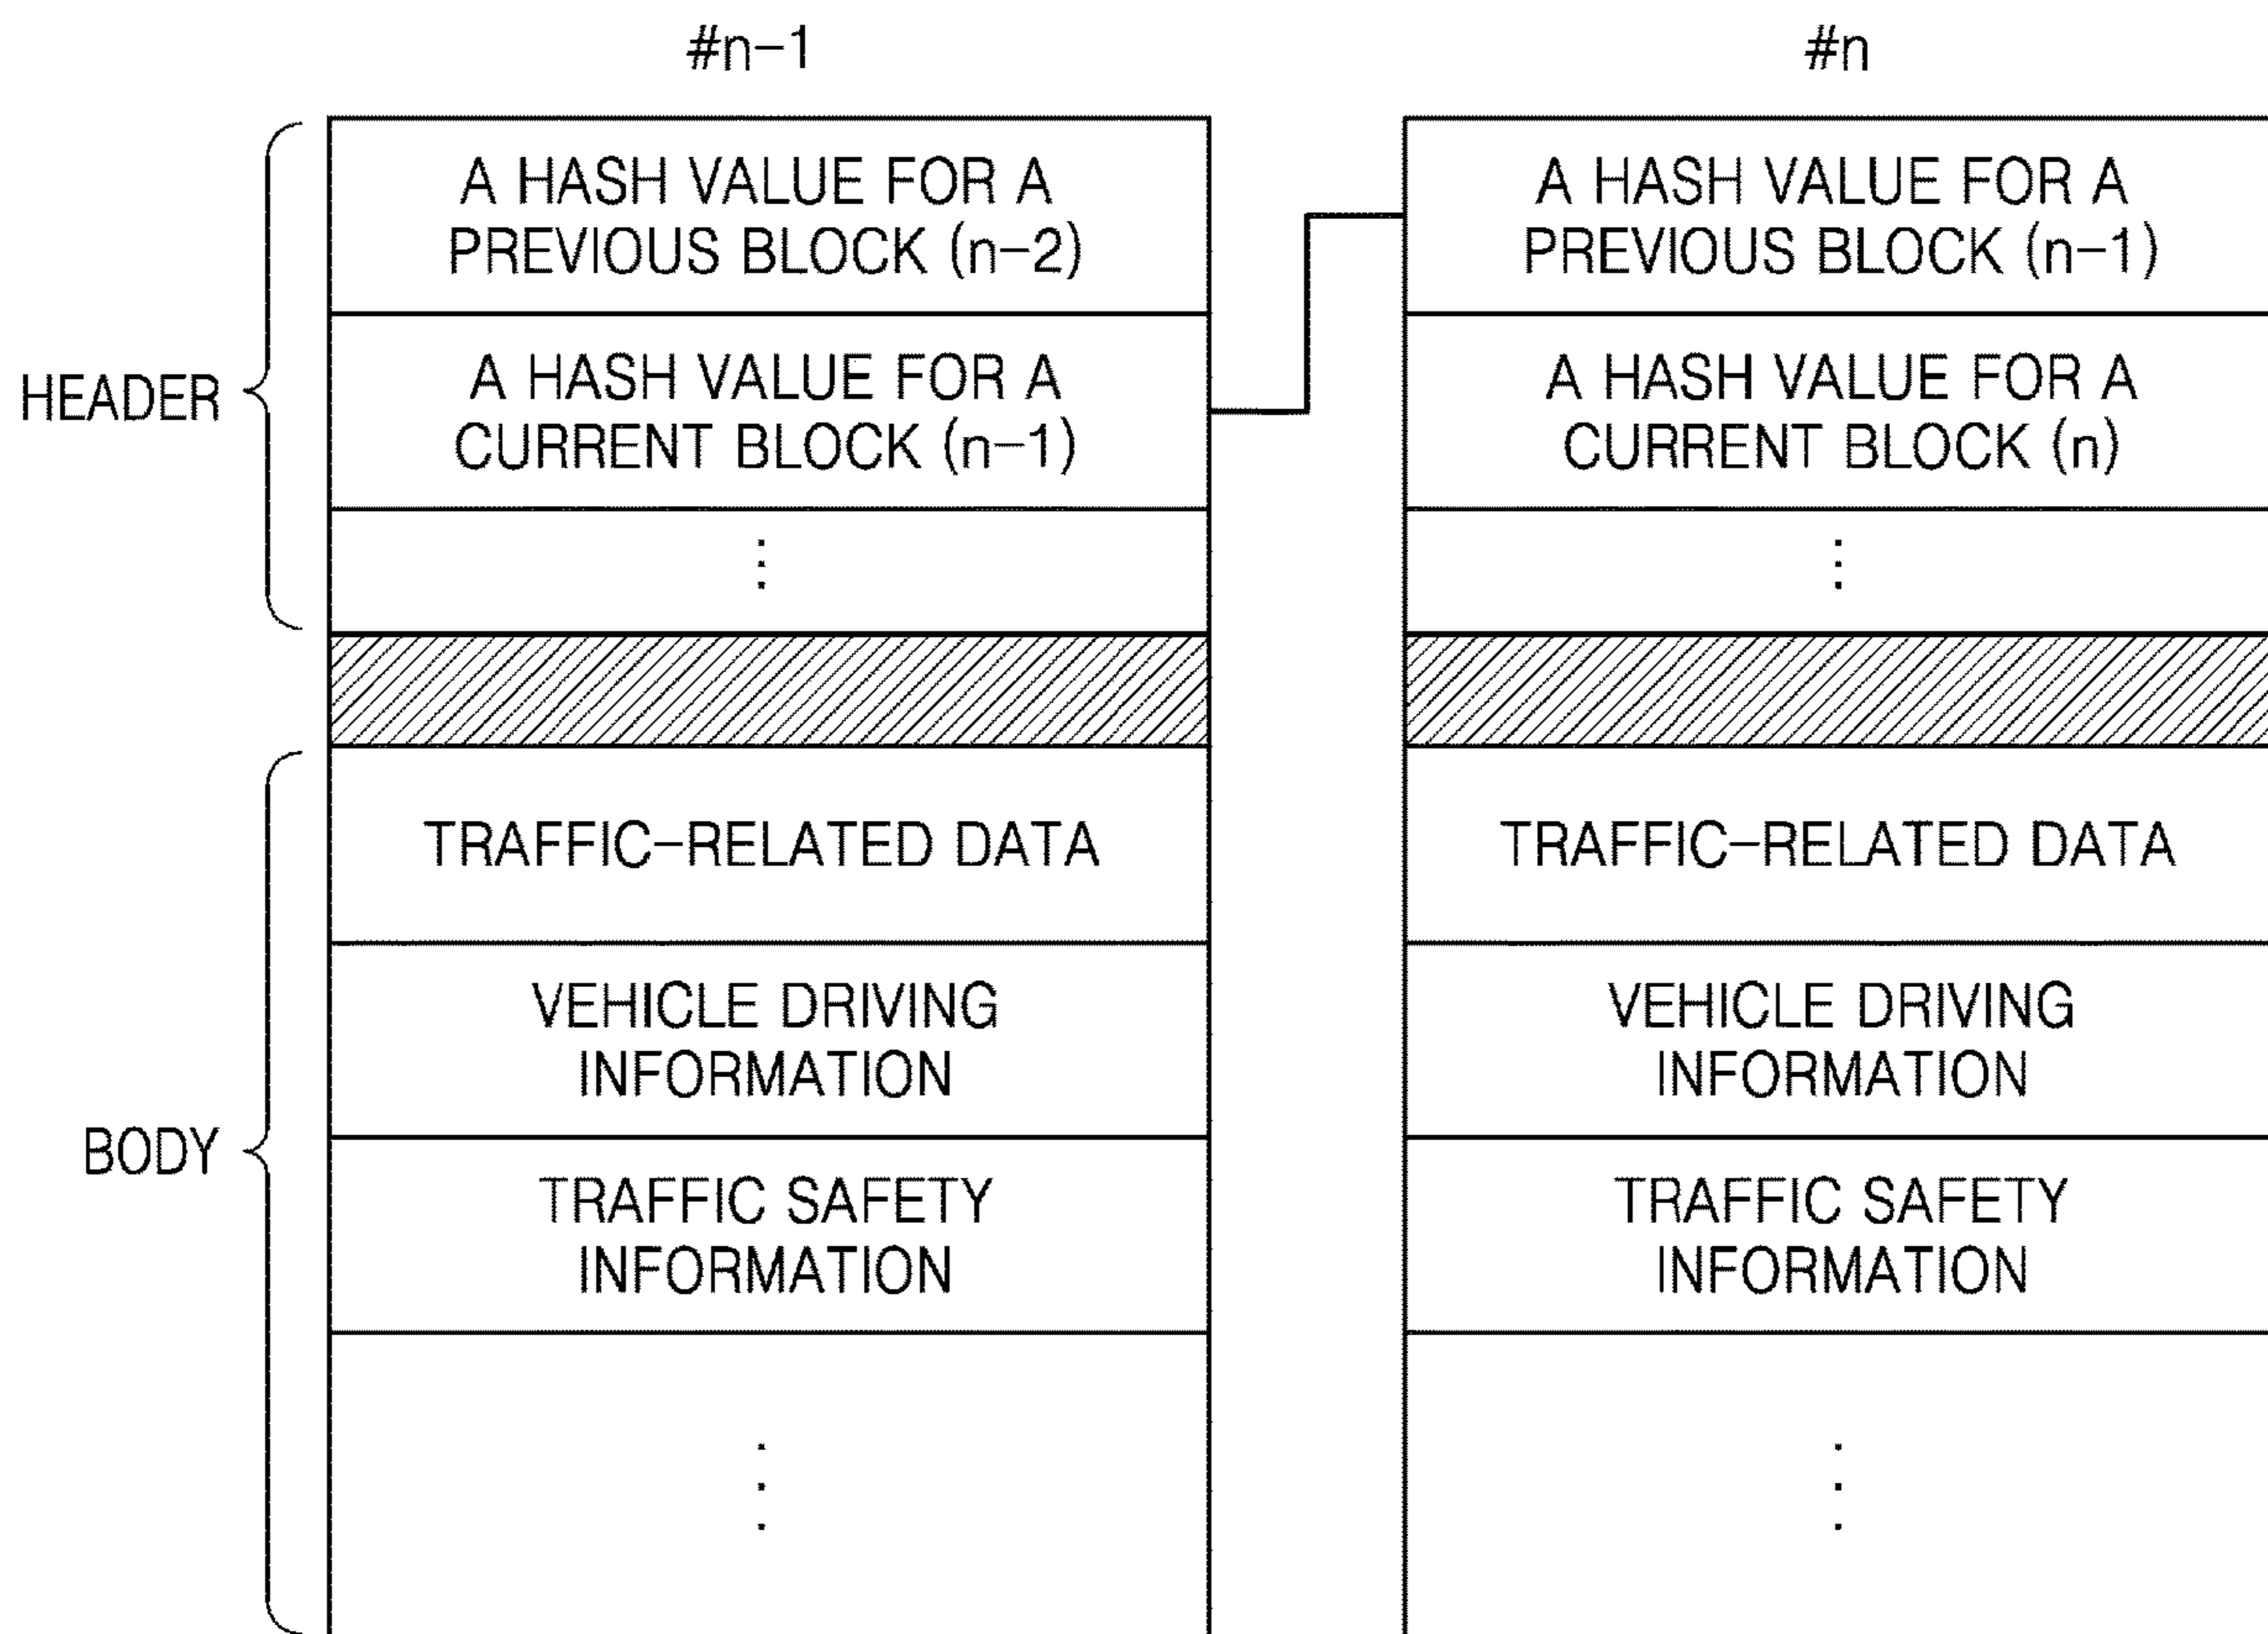 #n-1
#n
HEADER
A HASH VALUE FOR A
PREVIOUS BLOCK (n-2)
A HASH VALUE FOR A
CURRENT BLOCK (n-1)
A HASH VALUE FOR A
PREVIOUS BLOCK (n-1)
A HASH VALUE FOR A
CURRENT BLOCK (n)
BODY
TRAFFIC-RELATED DATA
VEHICLE DRIVING
INFORMATION
TRAFFIC SAFETY
INFORMATION
TRAFFIC-RELATED DATA
VEHICLE DRIVING
INFORMATION
TRAFFIC SAFETY
INFORMATION